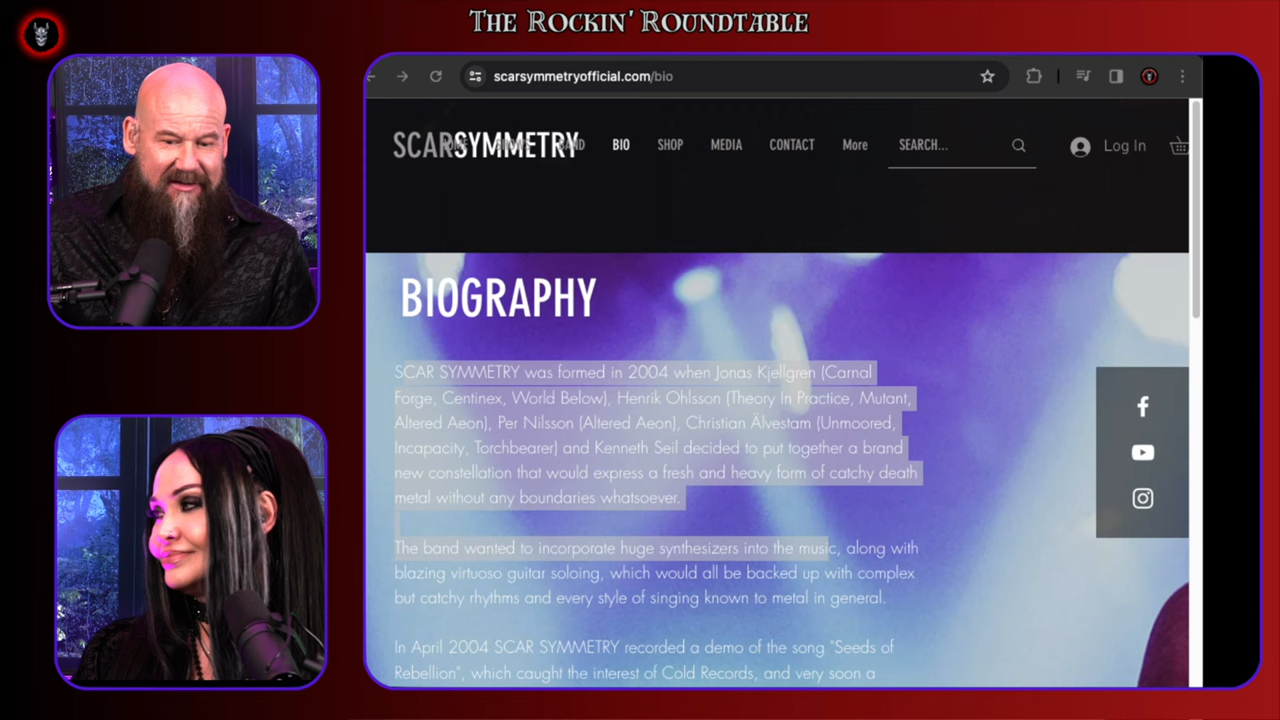 The Rockin' Roundtable
scarsymmetryofficial.com/bio
SCARSYMMETRY BIO SHOP MEDIA CONTACT More SEARCH... Log In
BIOGRAPHY
SCAR SYMMETRY was formed in 2004 when Jonas Kjellgren (Carnal
Forge, Centinex, World Below), Henrik Ohlsson (Theory In Practice, Mutant,
Altered Aeon), Per Nilsson (Altered Aeon), Christian Älvestam (Unmoored,
Incapacity, Torchbearer) and Kenneth Seil decided to put together a brand
new constellation that would express a fresh and heavy form of catchy death
metal without any boundaries whatsoever.
The band wanted to incorporate huge synthesizers into the music, along with
blazing virtuoso guitar soloing, which would all be backed up with complex
but catchy rhythms and every style of singing known to metal in general.
In April 2004 SCAR SYMMETRY recorded a demo of the song "Seeds of
Rebellion", which caught the interest of Cold Records, and very soon a